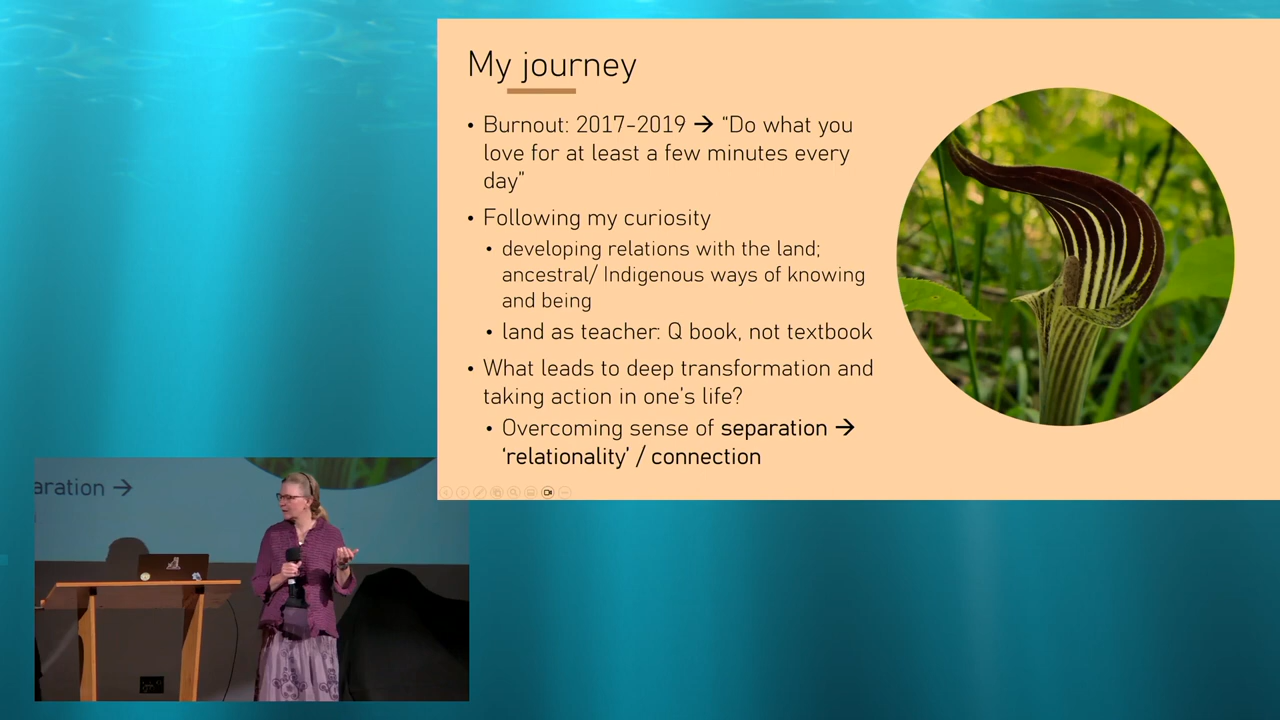 My journey
• Burnout: 2017-2019 → “Do what you
love for at least a few minutes every
day”
• Following my curiosity
• developing relations with the land;
ancestral/ Indigenous ways of knowing
and being
• land as teacher: Q book, not textbook
• What leads to deep transformation and
taking action in one's life?
• Overcoming sense of separation →
‘relationality’ / connection
aration →